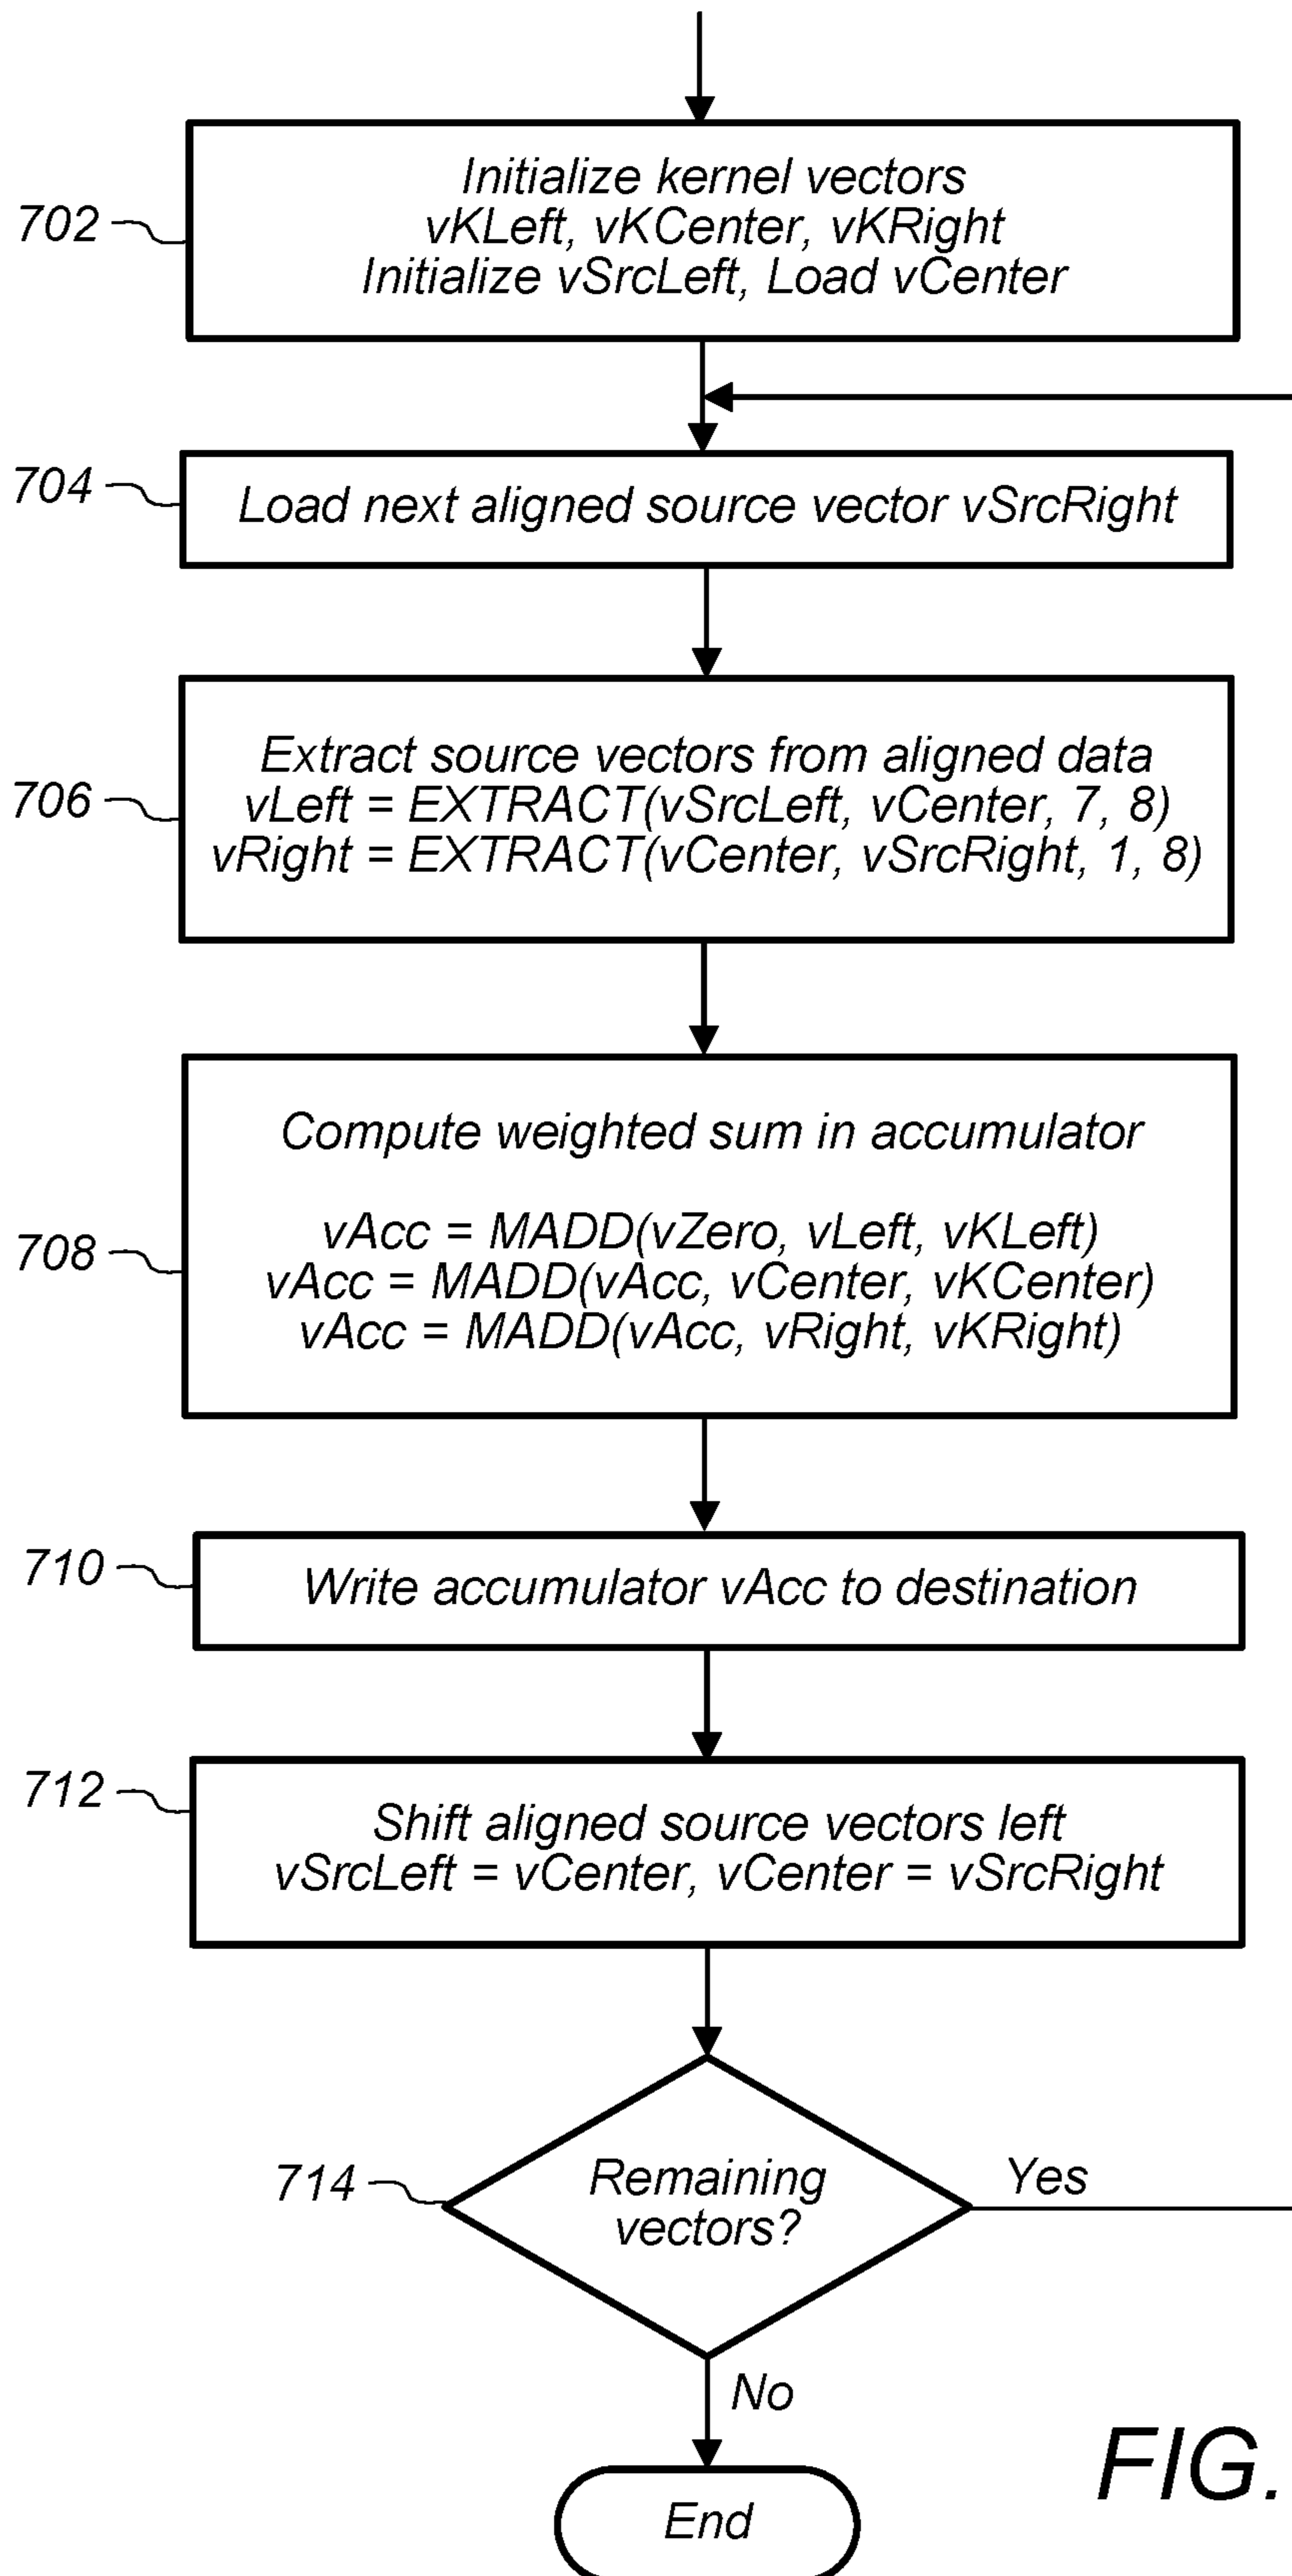 702
Initialize kernel vectors
vKLeft, vKCenter, vKRight
Initialize vSrcLeft, Load vCenter
704
Load next aligned source vector vSrcRight
706
Extract source vectors from aligned data
vLeft = EXTRACT(vSrcLeft, vCenter, 7, 8)
vRight = EXTRACT(vCenter, vSrcRight, 1, 8)
708
Compute weighted sum in accumulator
vAcc = MADD(vZero, vLeft, vKLeft)
vAcc = MADD(vAcc, vCenter, vKCenter)
vAcc = MADD(vAcc, vRight, vKRight)
710
Write accumulator vAcc to destination
712
Shift aligned source vectors left
vSrcLeft = vCenter, vCenter = vSrcRight
714
Remaining
vectors?
Yes
No
End
FIG.